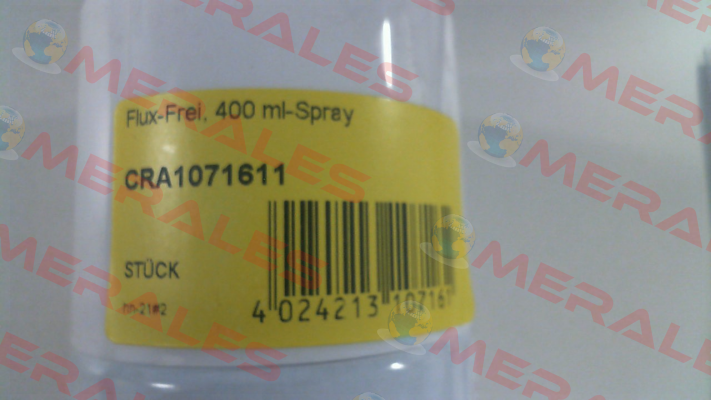 Flux-Frei, 400 ml-Spray
CRA1071611
STÜCK
4 024213 10716
MERALES
MERALES
MERALES
MERALES
MERALES